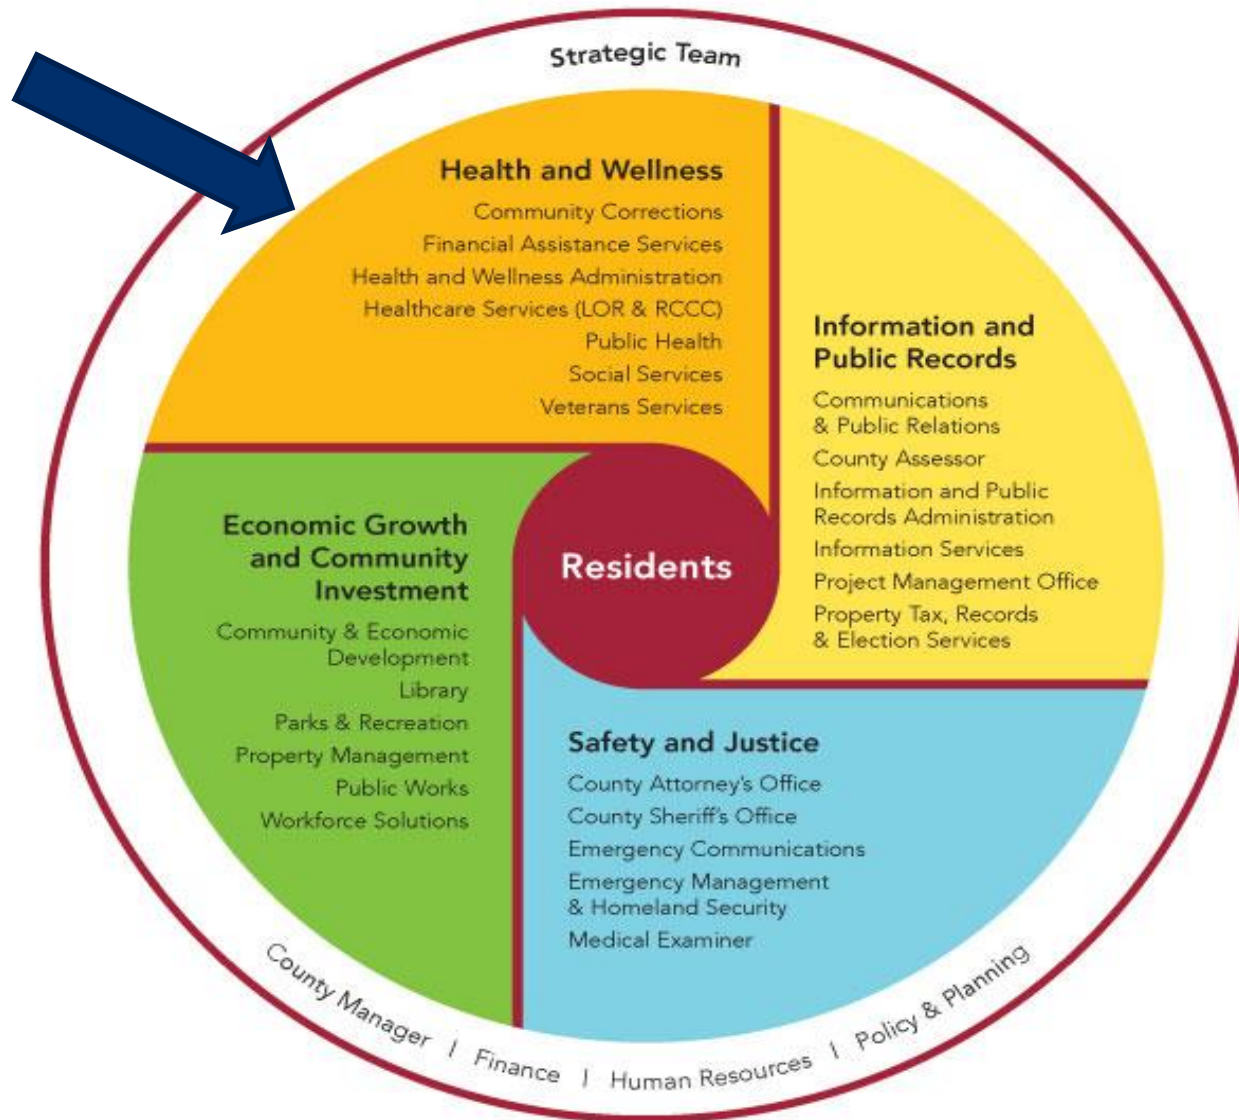 Strategic Team
Health and Wellness
Community Corrections
Financial Assistance Services
Health and Wellness Administration
Healthcare Services (LOR & RCCC)
Public Health
Social Services
Veterans Services
Information and
Public Records
Communications
& Public Relations
County Assessor
Information and Public
Records Administration
Information Services
Project Management Office
Property Tax, Records
& Election Services
Economic Growth
and Community
Investment
Community & Economic
Development
Library
Parks & Recreation
Property Management
Public Works
Workforce Solutions
Residents
Safety and Justice
County Attorney's Office
County Sheriff's Office
Emergency Communications
Emergency Management
& Homeland Security
Medical Examiner
County Manager | Finance | Human Resources | Policy & Planning